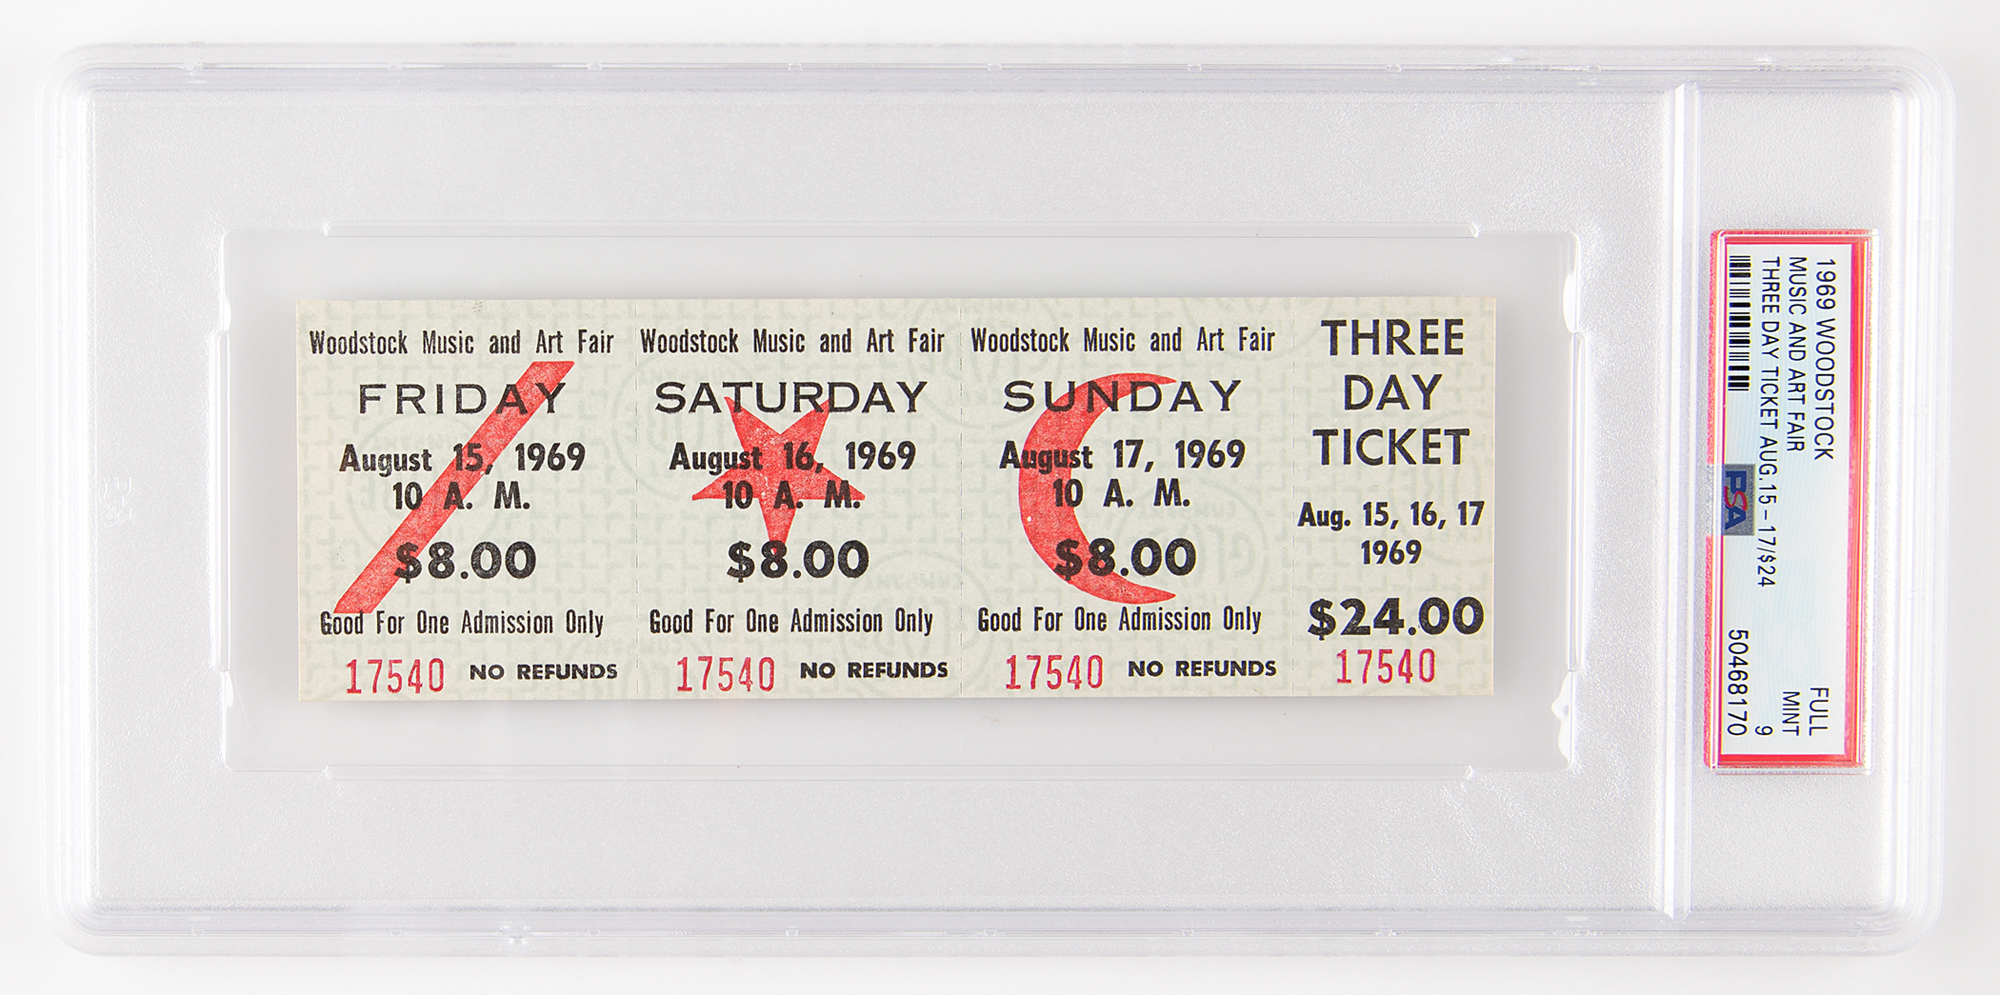 Woodstock Music and Art Fair
FRIDAY
August 15, 1969
10 A. M.
$8.00
Good For One Admission Only
17540 NO REFUNDS
Woodstock Music and Art Fair
SATURDAY
August 16, 1969
10 A. M.
$8.00
Good For One Admission Only
17540 NO REFUNDS
Woodstock Music and Art Fair
SUNDAY
August 17, 1969
10 A. M.
$8.00
Good For One Admission Only
17540 NO REFUNDS
THREE
DAY
TICKET
Aug. 15, 16, 17
1969
$24.00
17540
1969 WOODSTOCK FULL
MUSIC AND ART FAIR MINT
THREE DAY TICKET AUG.15-17/$24 9
PSA 50468170